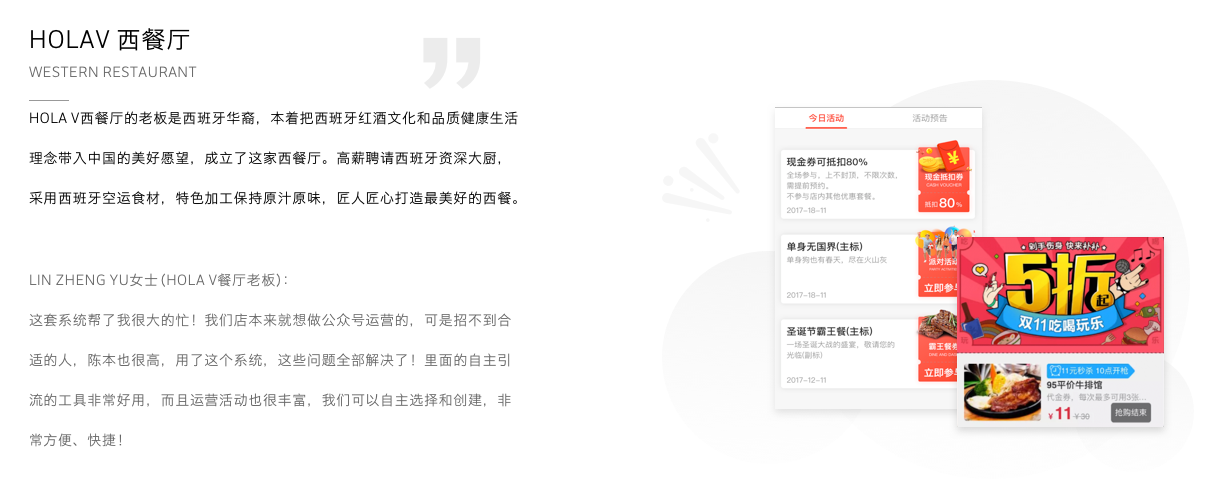 HOLAV 西餐厅
WESTERN RESTAURANT
HOLA V西餐厅的老板是西班牙华裔，本着把西班牙红酒文化和品质健康生活
理念带入中国的美好愿望，成立了这家西餐厅。高薪聘请西班牙资深大厨，
采用西班牙空运食材，特色加工保持原汁原味，匠人匠心打造最美好的西餐。
LIN ZHENG YU女士(HOLA V餐厅老板)：
这套系统帮了我很大的忙！我们店本来就想做公众号运营的，可是招不到合
适的人，陈本也很高，用了这个系统，这些问题全部解决了！里面的自主引
流的工具非常好用，而且运营活动也很丰富，我们可以自主选择和创建，非
常方便、快捷！
今日活动 活动预告
现金券可抵扣80%
全场参与，上不封顶，不限次数，
需提前预约。
不参与店内其他优惠套餐。
2017-18-11
¥
现金抵扣券
CASH VOUCHER
抵扣80%
单身无国界(主标)
单身狗也有春天，尽在火山灰
2017-18-11
派对活动
立即参与
圣诞节霸王餐(主标)
一场圣诞大战的盛宴，敬请您的
光临(副标)
2017-12-11
霸王餐券
立即参与
剁手伤身 快来补补
5折起
双11吃喝玩乐
11元秒杀 10点开抢
95平价牛排馆
代金券，每次最多可用3张...
¥11 ¥30
抢购结束